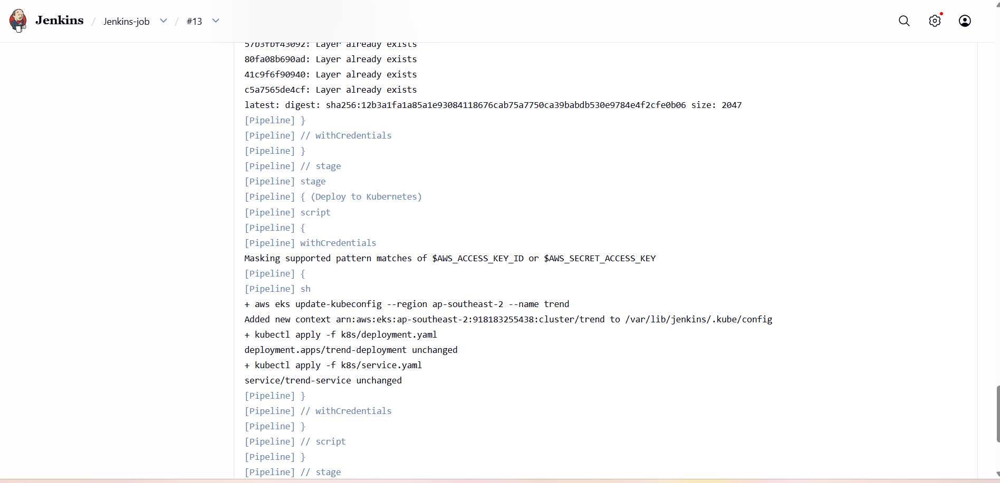 Jenkins / Jenkins-job / #13
57b3fbf43092: Layer already exists
80fa08b690ad: Layer already exists
41c9f6f90940: Layer already exists
c5a7565de4cf: Layer already exists
latest: digest: sha256:12b3a1fa1a85a1e93084118676cab75a7750ca39babdb530e9784e4f2cfe0b06 size: 2047
[Pipeline] }
[Pipeline] // withCredentials
[Pipeline] }
[Pipeline] // stage
[Pipeline] stage
[Pipeline] { (Deploy to Kubernetes)
[Pipeline] script
[Pipeline] {
[Pipeline] withCredentials
Masking supported pattern matches of $AWS_ACCESS_KEY_ID or $AWS_SECRET_ACCESS_KEY
[Pipeline] {
[Pipeline] sh
+ aws eks update-kubeconfig --region ap-southeast-2 --name trend
Added new context arn:aws:eks:ap-southeast-2:918183255438:cluster/trend to /var/lib/jenkins/.kube/config
+ kubectl apply -f k8s/deployment.yaml
deployment.apps/trend-deployment unchanged
+ kubectl apply -f k8s/service.yaml
service/trend-service unchanged
[Pipeline] }
[Pipeline] // withCredentials
[Pipeline] }
[Pipeline] // script
[Pipeline] }
[Pipeline] // stage